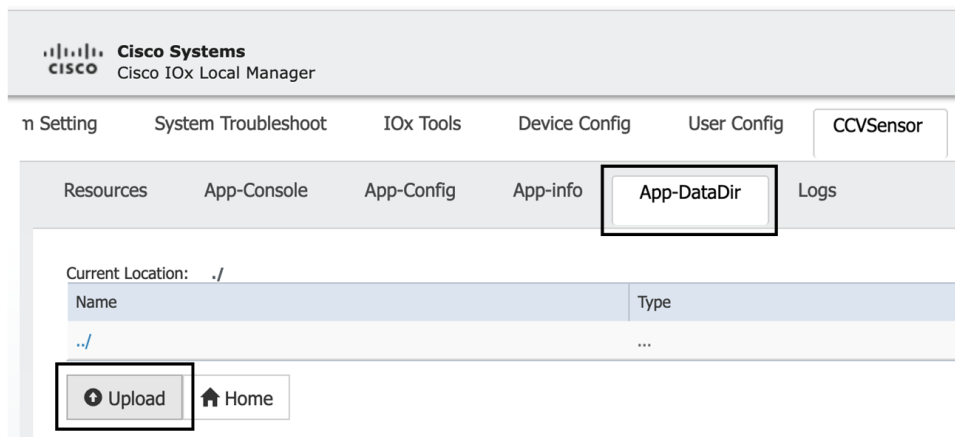 cisco Cisco Systems
Cisco IOx Local Manager
m Setting System Troubleshoot IOx Tools Device Config User Config CCVSensor
Resources App-Console App-Config App-info App-DataDir Logs
Current Location: ./
Name Type
../ ...
Upload Home